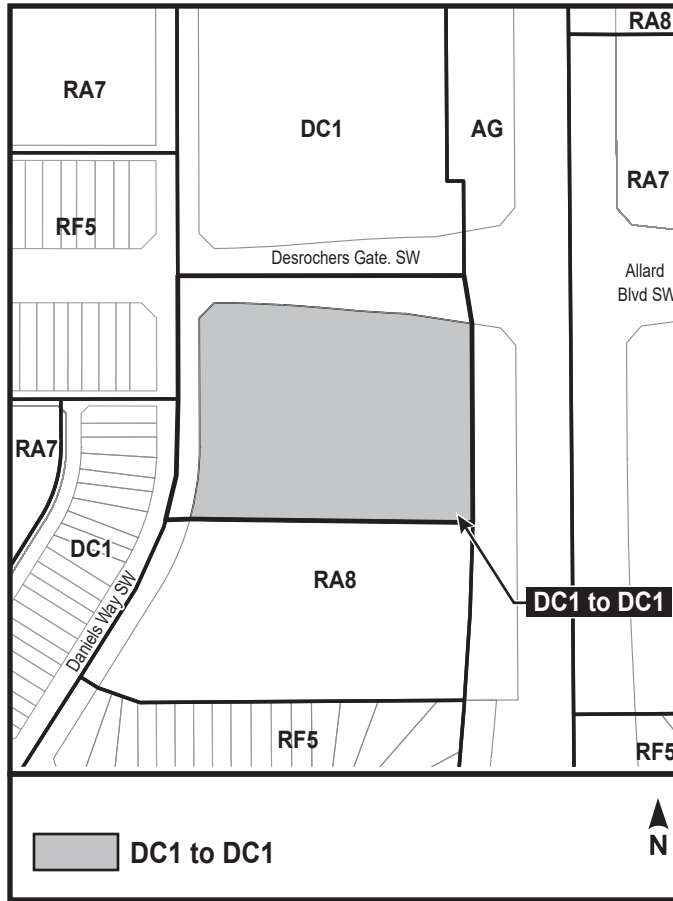 RA8
RA7
DC1
AG
RA7
RF5
Desrochers Gate. SW
Allard
Blvd SW
RA7
DC1
Daniels Way SW
RA8
DC1 to DC1
RF5
RF5
DC1 to DC1
N